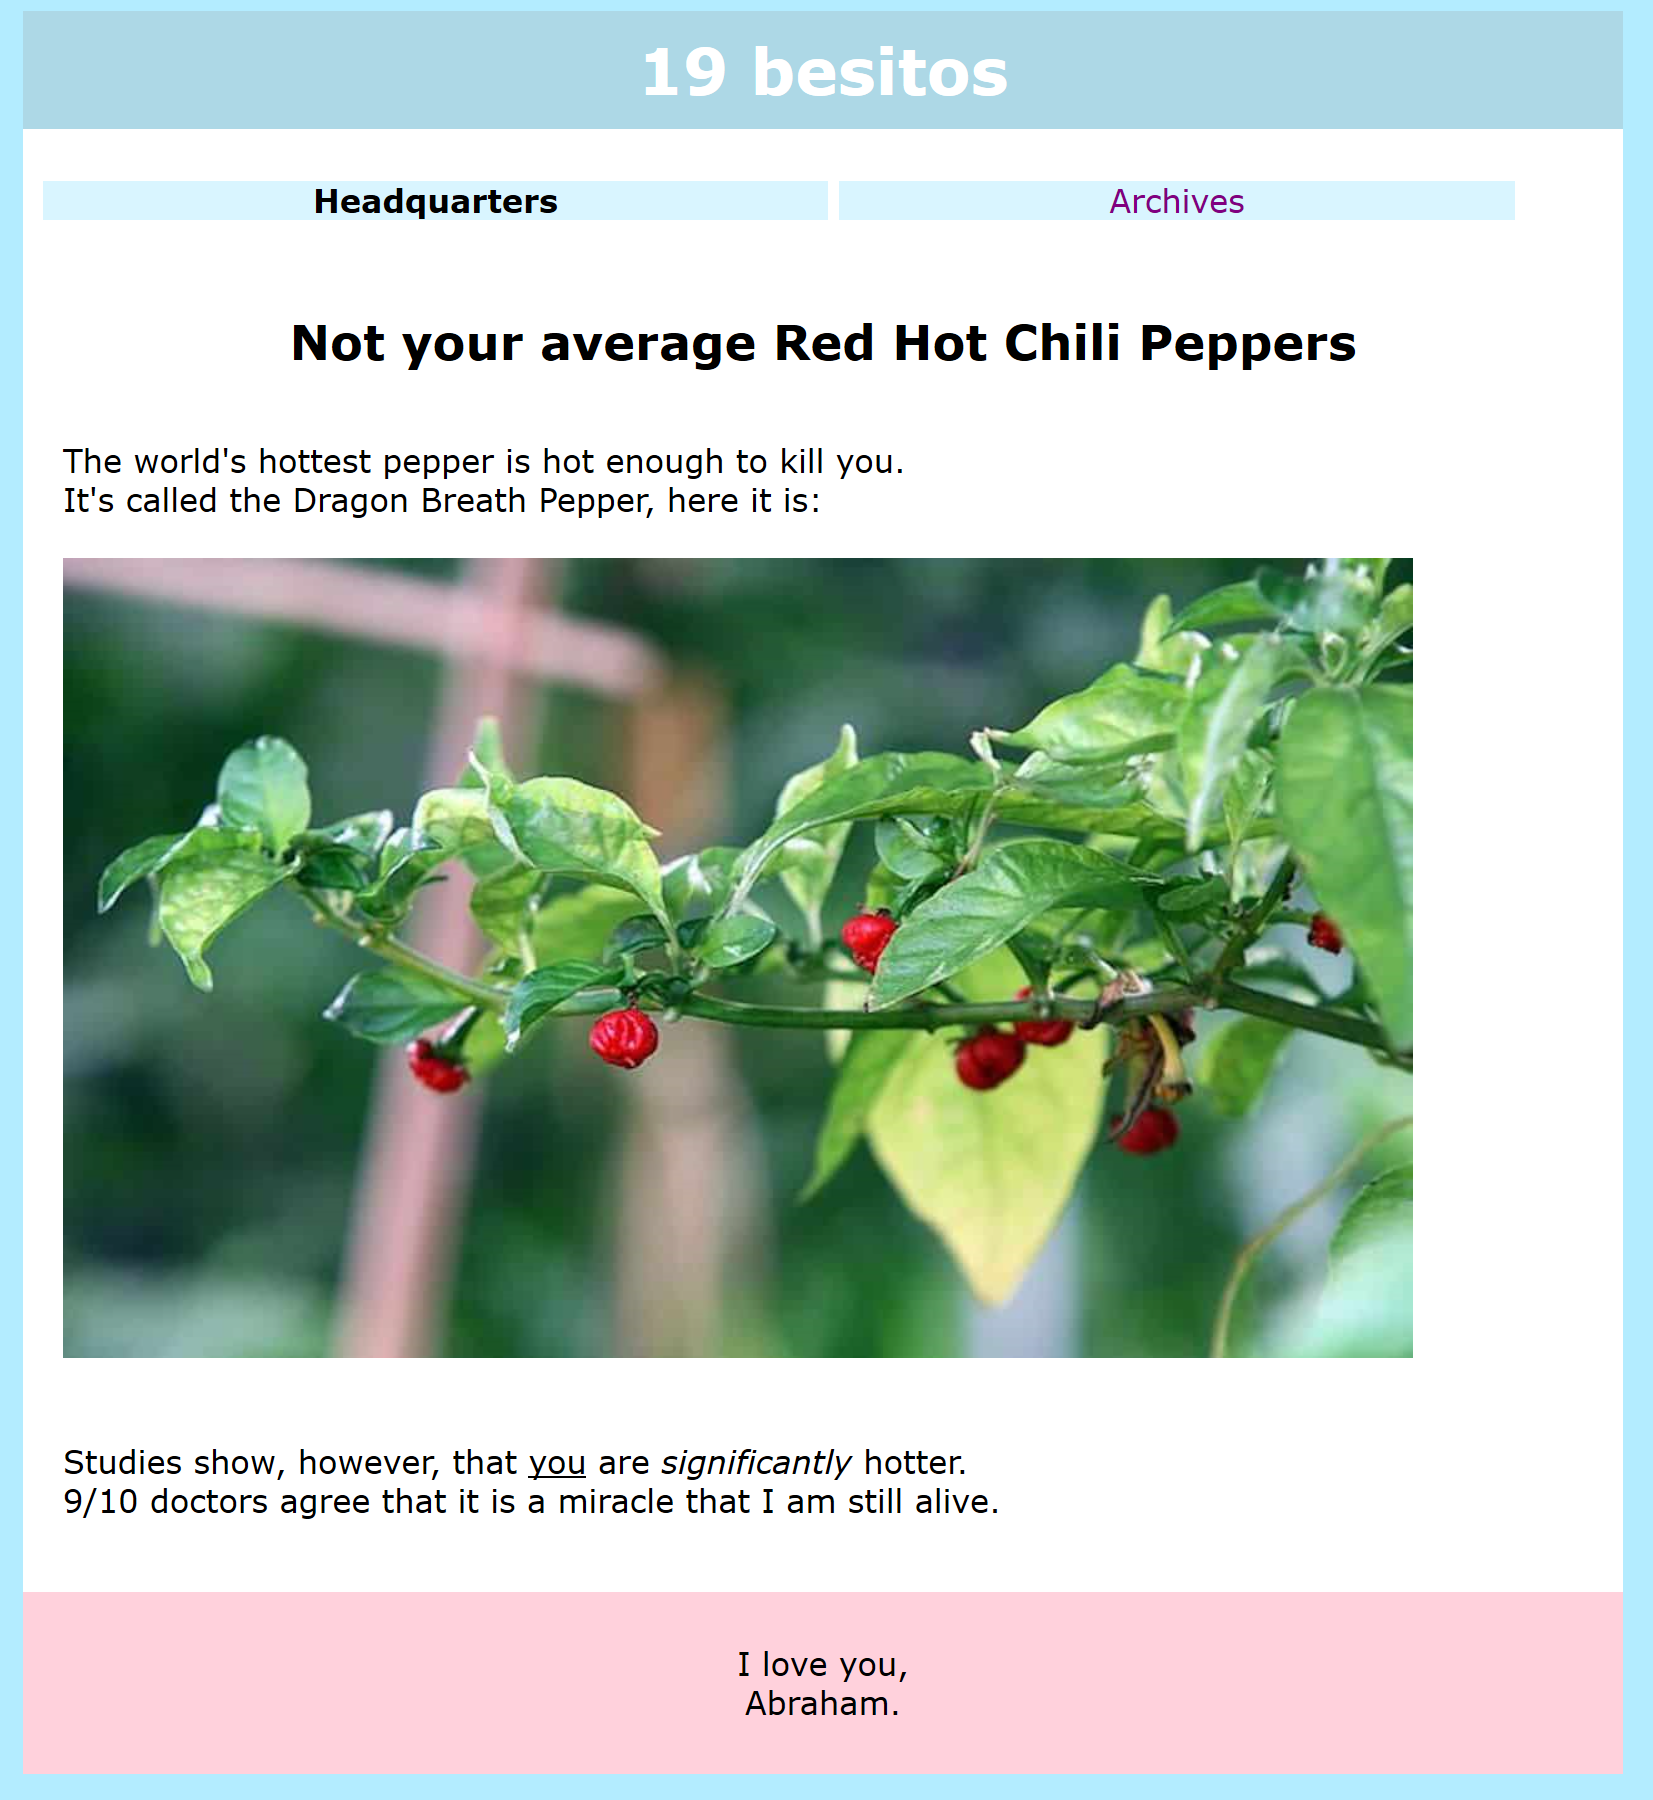 19 besitos
Headquarters
Archives
Not your average Red Hot Chili Peppers
The world's hottest pepper is hot enough to kill you.
It's called the Dragon Breath Pepper, here it is:
Studies show, however, that you are significantly hotter.
9/10 doctors agree that it is a miracle that I am still alive.
I love you,
Abraham.